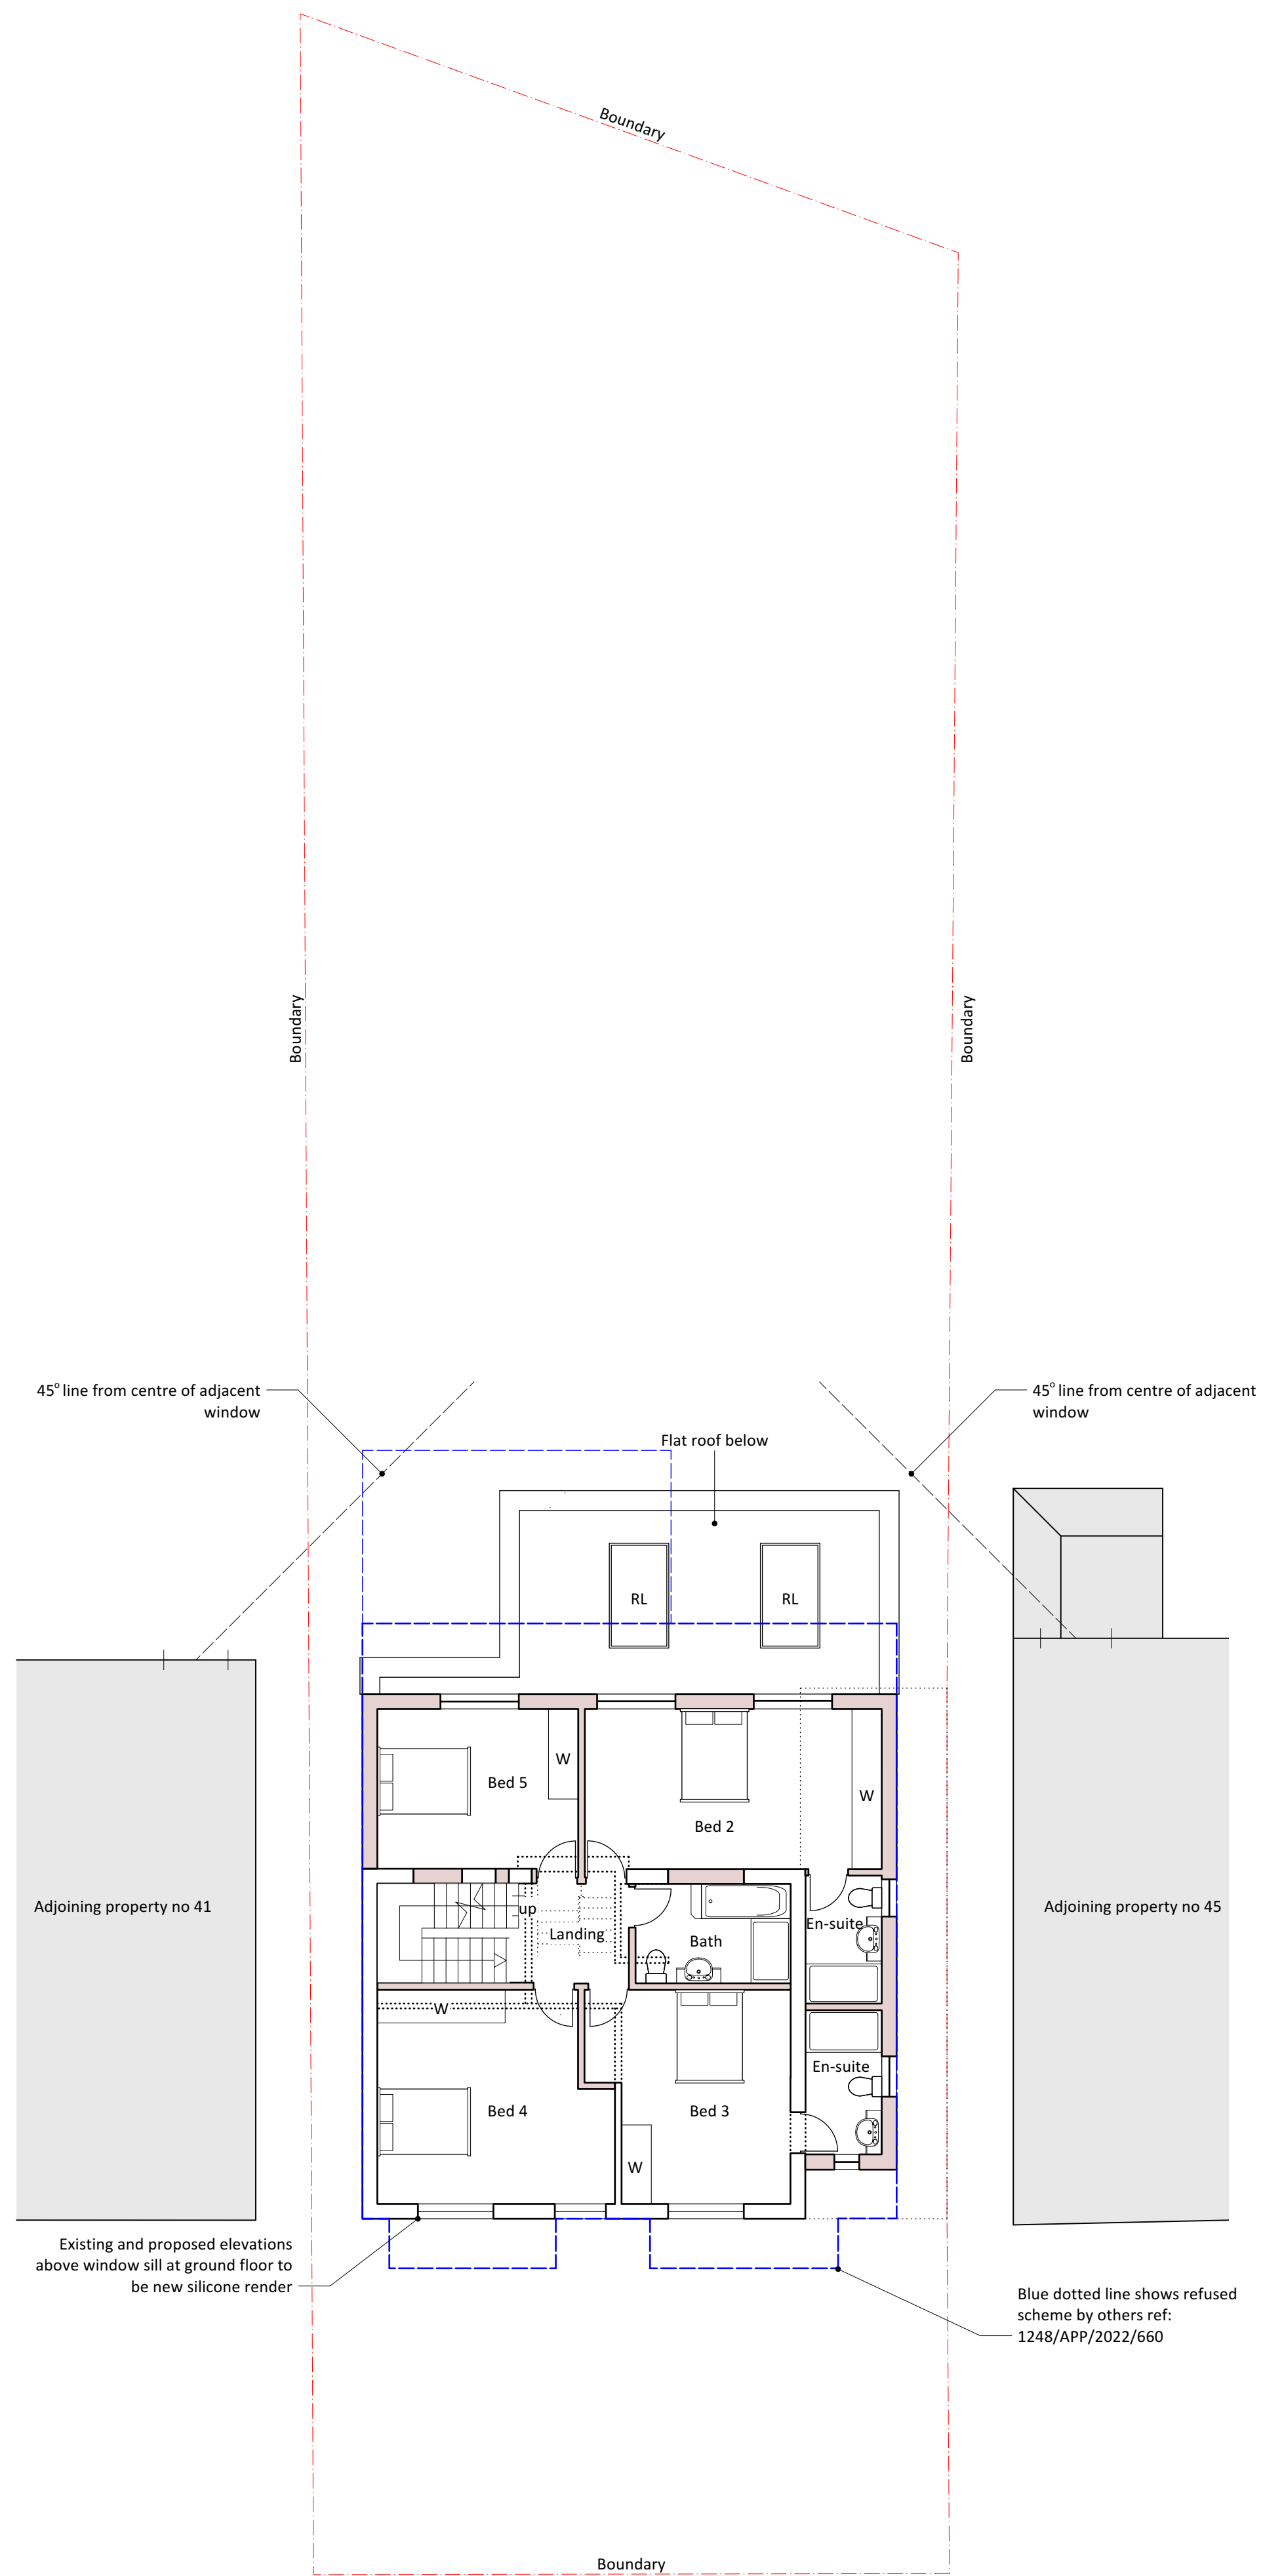 Boundary
Boundary
Boundary
45° line from centre of adjacent
window
45° line from centre of adjacent
window
Flat roof below
RL
RL
W
Bed 5
W
Bed 2
Adjoining property no 41
up
Landing
Bath
En-suite
Adjoining property no 45
W
En-suite
Bed 4
Bed 3
W
Existing and proposed elevations
above window sill at ground floor to
be new silicone render
Blue dotted line shows refused
scheme by others ref:
1248/APP/2022/660
Boundary